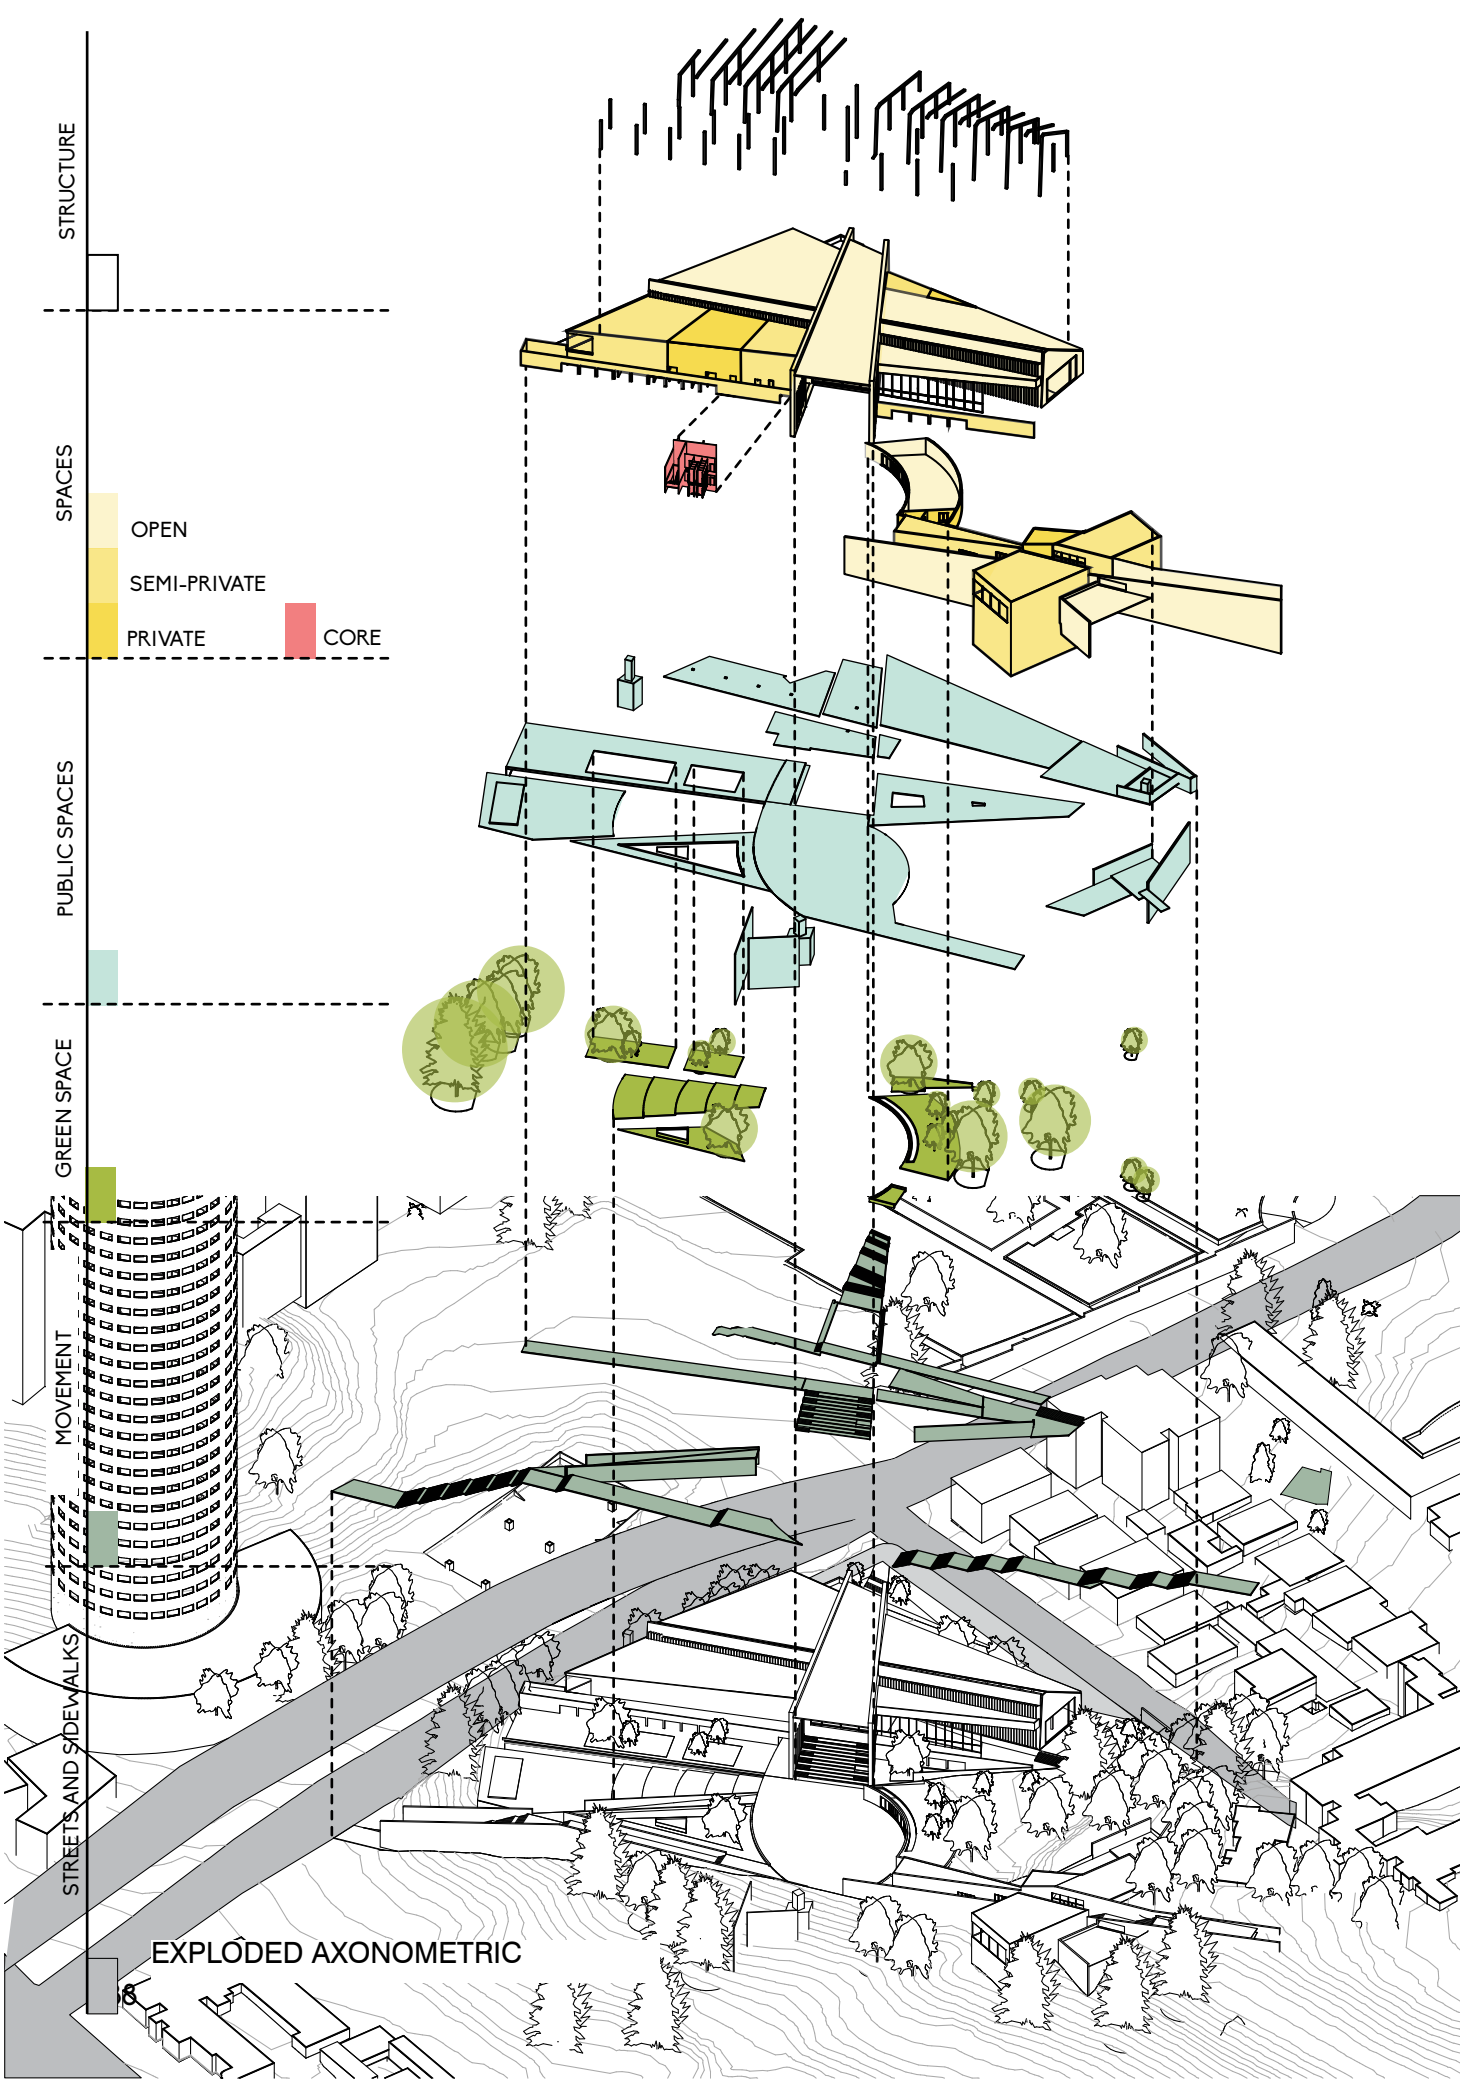 STRUCTURE
SPACES
OPEN
SEMI-PRIVATE
PRIVATE
CORE
PUBLIC SPACES
GREEN SPACE
MOVEMENT
STREETS AND SIDEWALKS
EXPLODED AXONOMETRIC